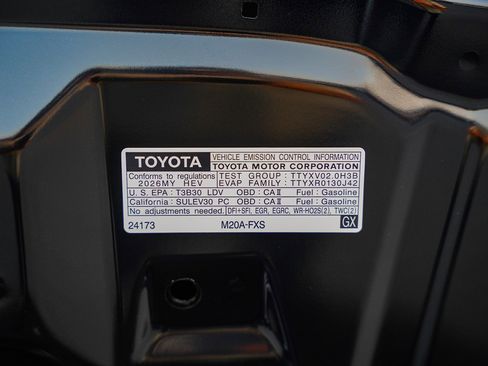 TOYOTA VEHICLE EMISSION CONTROL INFORMATION
TOYOTA MOTOR CORPORATION
Conforms to regulations TEST GROUP : TTYXV02.0H3B
2026MY HEV EVAP FAMILY : TTYXR0130J42
U. S. EPA : T3B30 LDV OBD : CAⅡ Fuel : Gasoline
California : SULEV30 PC OBD : CAⅡ Fuel : Gasoline
No adjustments needed. [DFI+SFI, EGR, EGRC, WR-HO2S(2), TWC(2)]
24173 M20A-FXS GX